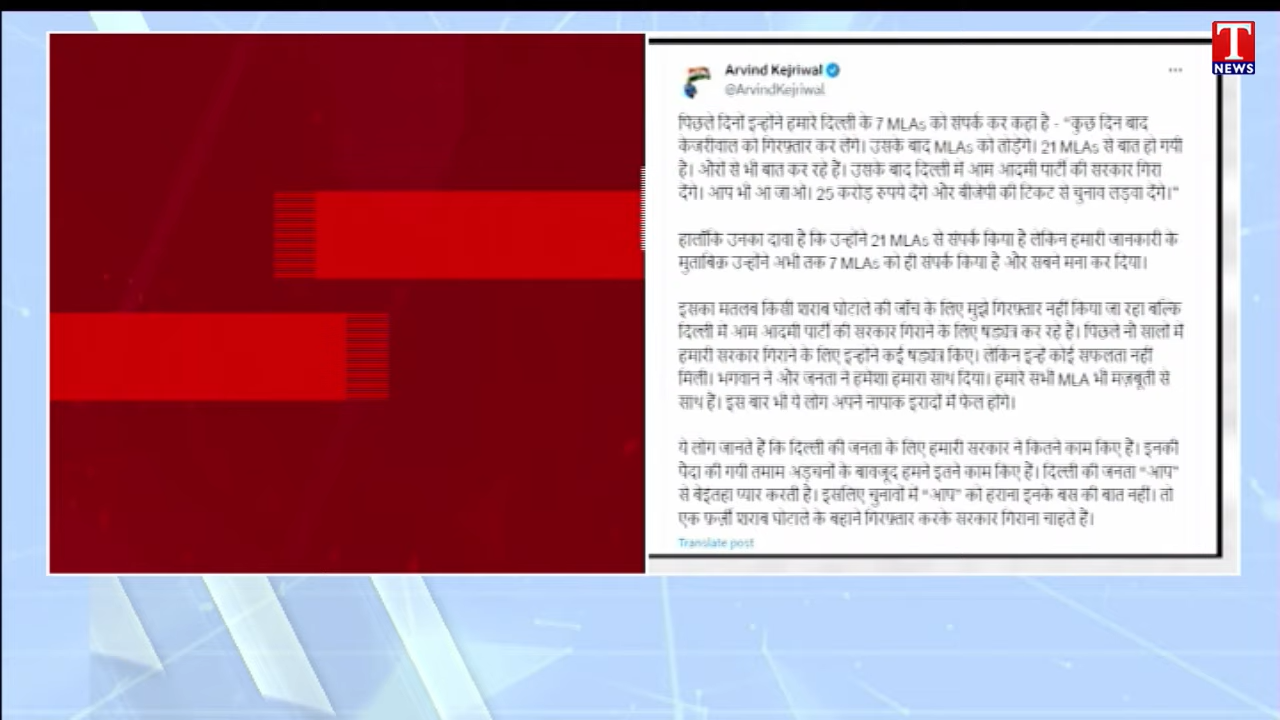 T
NEWS
Arvind Kejriwal
@ArvindKejriwal
पिछले दिनों इन्होंने हमारे दिल्ली के 7 MLAs को संपर्क कर कहा है - “कुछ दिन बाद
केजरीवाल को गिरफ़्तार कर लेंगे। उसके बाद MLAs को तोड़ेंगे। 21 MLAs से बात हो गयी
है। औरों से भी बात कर रहे हैं। उसके बाद दिल्ली में आम आदमी पार्टी की सरकार गिरा
देंगे। आप भी आ जाओ। 25 करोड़ रुपये देंगे और बीजेपी की टिकट से चुनाव लड़वा देंगे।“
हालाँकि उनका दावा है कि उन्होंने 21 MLAs से संपर्क किया है लेकिन हमारी जानकारी के
मुताबिक़ उन्होंने अभी तक 7 MLAs को ही संपर्क किया है और सबने मना कर दिया।
इसका मतलब किसी शराब घोटाले की जाँच के लिए मुझे गिरफ़्तार नहीं किया जा रहा बल्कि
दिल्ली में आम आदमी पार्टी की सरकार गिराने के लिए षड्यंत्र कर रहे हैं। पिछले नौ सालों में
हमारी सरकार गिराने के लिए इन्होंने कई षड्यंत्र किए। लेकिन इन्हें कोई सफलता नहीं
मिली। भगवान ने और जनता ने हमेशा हमारा साथ दिया। हमारे सभी MLA भी मज़बूती से
साथ हैं। इस बार भी ये लोग अपने नापाक इरादों में फेल होंगे।
ये लोग जानते हैं कि दिल्ली की जनता के लिए हमारी सरकार ने कितने काम किए हैं। इनकी
पैदा की गयी तमाम अड़चनों के बावजूद हमने इतने काम किए हैं। दिल्ली की जनता “आप”
से बेइंतहा प्यार करती है। इसलिए चुनावों में “आप” को हराना इनके बस की बात नहीं। तो
एक फ़र्ज़ी शराब घोटाले के बहाने गिरफ़्तार करके सरकार गिराना चाहते हैं।
Translate post